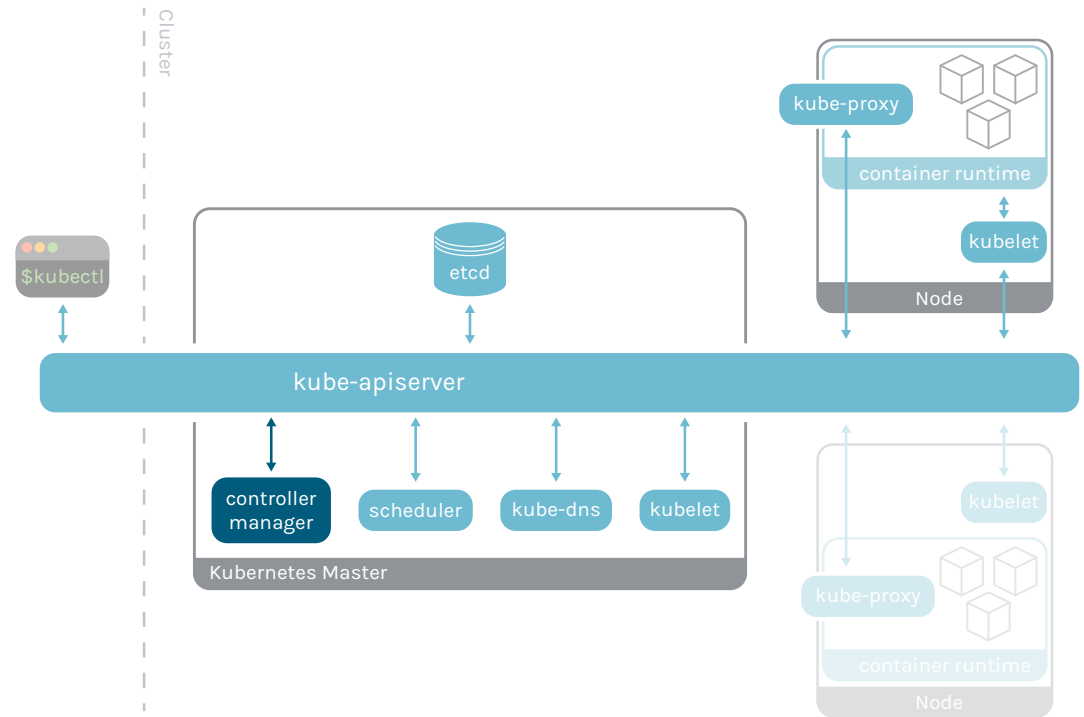 Cluster
kube-proxy
container runtime
kubelet
Node
etcd
$kubectl
kube-apiserver
controller
manager
scheduler
kube-dns
kubelet
Kubernetes Master
kubelet
kube-proxy
container runtime
Node